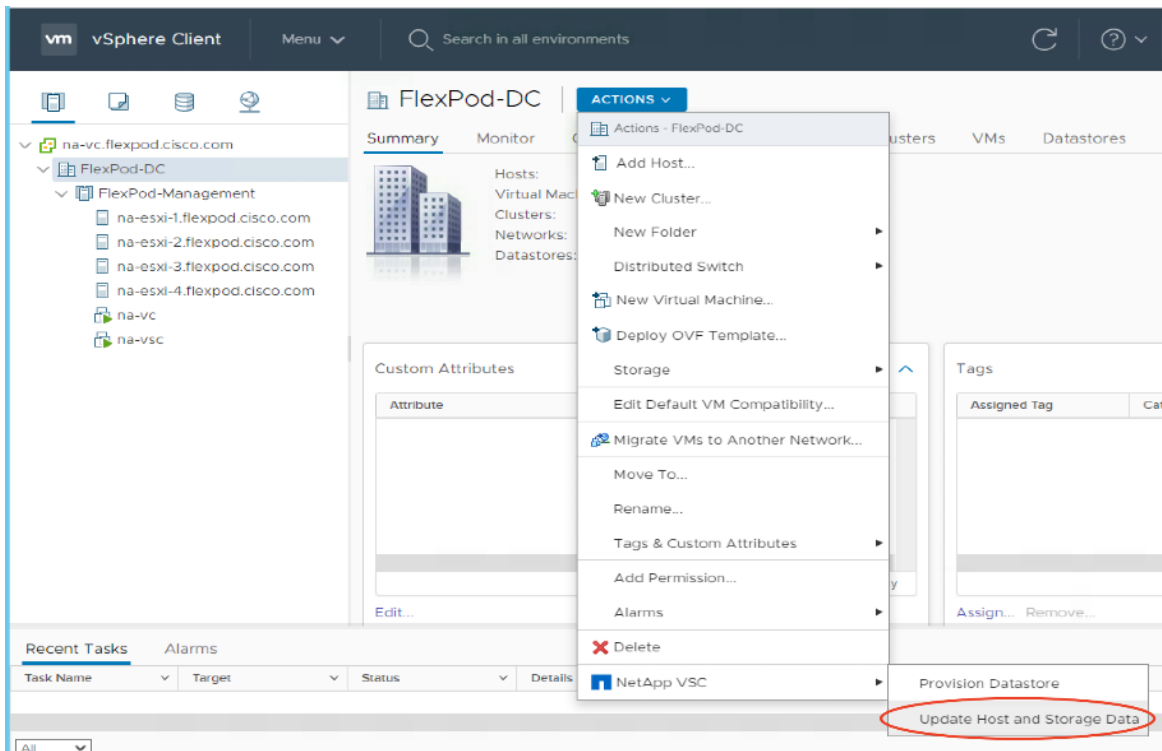 vm vSphere Client Menu Search in all environments
FlexPod-DC ACTIONS
Summary Monitor
usters VMs Datastores
na-vc.flexpod.cisco.com
FlexPod-DC
FlexPod-Management
na-esxi-1.flexpod.cisco.com
na-esxi-2.flexpod.cisco.com
na-esxi-3.flexpod.cisco.com
na-esxi-4.flexpod.cisco.com
na-vc
na-vsc
Hosts:
Virtual Mac
Clusters:
Networks:
Datastores:
Actions - FlexPod-DC
Add Host...
New Cluster...
New Folder
Distributed Switch
New Virtual Machine...
Deploy OVF Template...
Storage
Edit Default VM Compatibility...
Migrate VMs to Another Network...
Move To...
Rename...
Tags & Custom Attributes
Add Permission...
Alarms
Delete
NetApp VSC
Provision Datastore
Update Host and Storage Data
Custom Attributes
Attribute
Edit...
Tags
Assigned Tag Cat
Assign... Remove...
Recent Tasks Alarms
Task Name Target Status Details
All